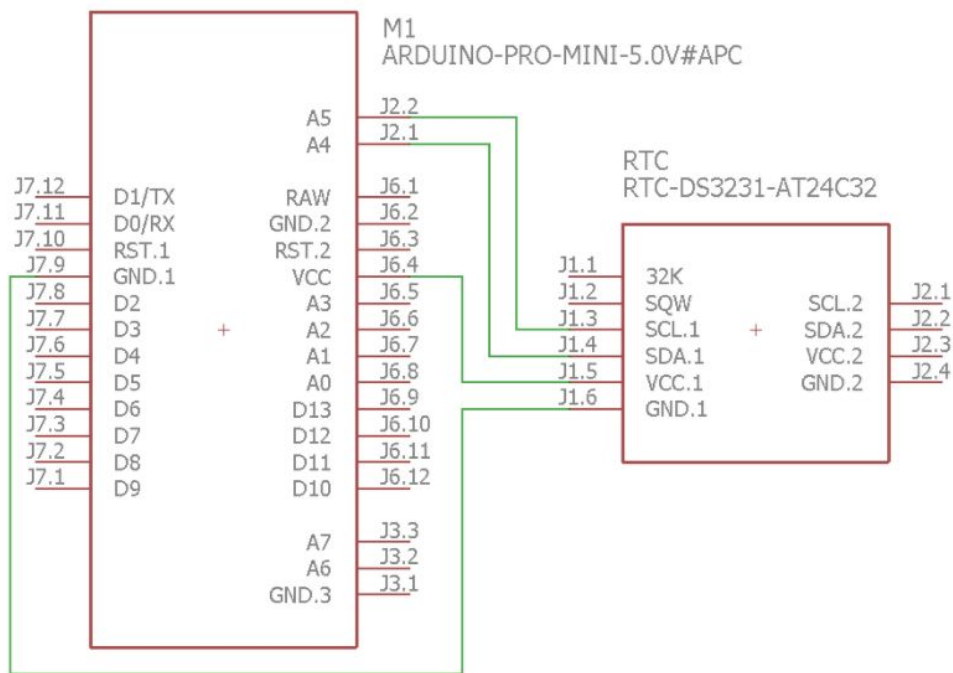 M1
ARDUINO-PRO-MINI-5.0V#APC
A5 J2.2
A4 J2.1
J7.12 D1/TX RAW J6.1
J7.11 D0/RX GND.2 J6.2
J7.10 RST.1 RST.2 J6.3
J7.9 GND.1 VCC J6.4
J7.8 D2 A3 J6.5
J7.7 D3 A2 J6.6
J7.6 D4 A1 J6.7
J7.5 D5 A0 J6.8
J7.4 D6 D13 J6.9
J7.3 D7 D12 J6.10
J7.2 D8 D11 J6.11
J7.1 D9 D10 J6.12
A7 J3.3
A6 J3.2
GND.3 J3.1
RTC
RTC-DS3231-AT24C32
J1.1 32K
J1.2 SQW SCL.2 J2.1
J1.3 SCL.1 SDA.2 J2.2
J1.4 SDA.1 VCC.2 J2.3
J1.5 VCC.1 GND.2 J2.4
J1.6 GND.1